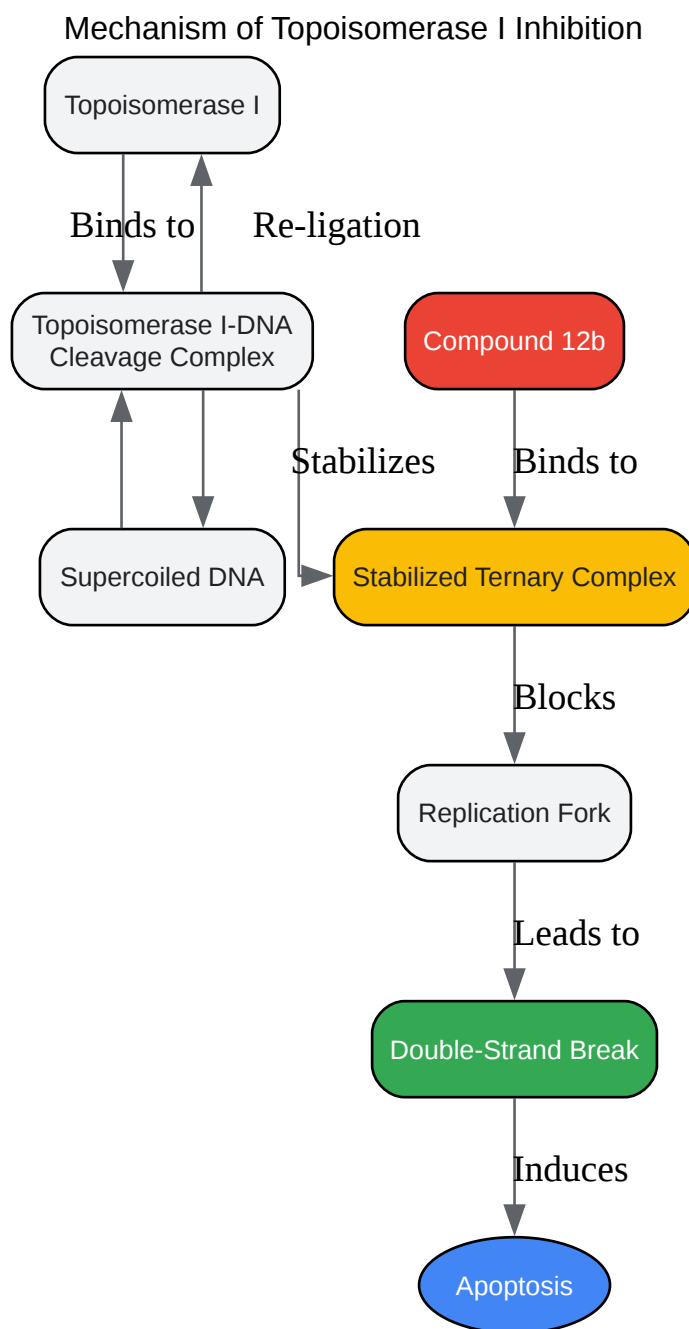 Mechanism of Topoisomerase I Inhibition
Topoisomerase I
Binds to
Re-ligation
Topoisomerase I-DNA
Cleavage Complex
Compound 12b
Stabilizes
Binds to
Supercoiled DNA
Stabilized Ternary Complex
Blocks
Replication Fork
Leads to
Double-Strand Break
Induces
Apoptosis